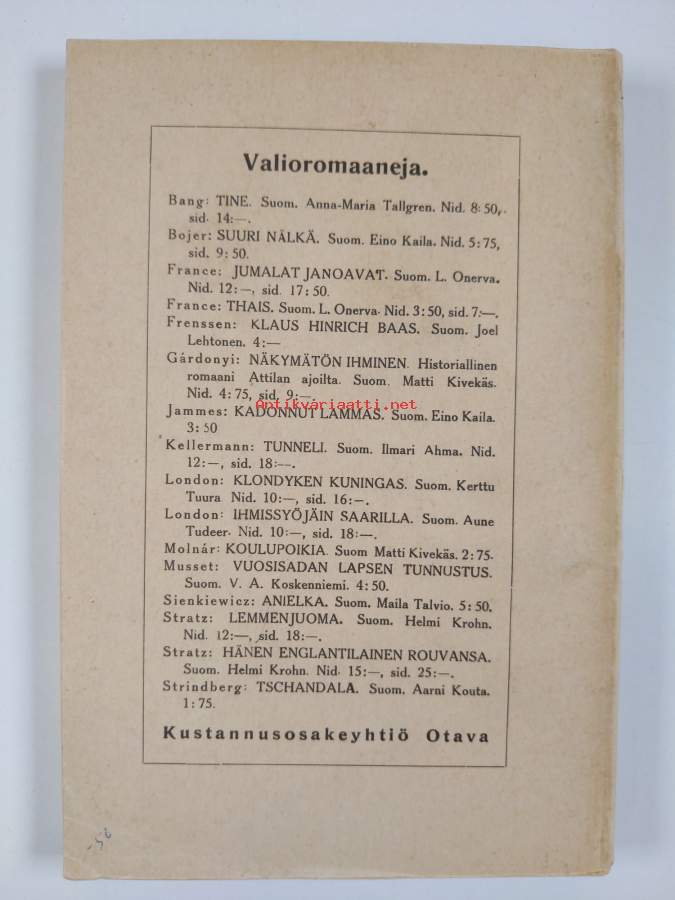 Valioromaaneja.
Bang: TINE. Suom. Anna-Maria Tallgren. Nid. 8:50,
sid. 14:—.
Bojer: SUURI NÄLKÄ. Suom. Eino Kaila. Nid. 5:75,
sid. 9:50.
France: JUMALAT JANOAVAT. Suom. L. Onerva.
Nid. 12:—, sid. 17:50.
France: THAIS. Suom. L. Onerva. Nid. 3:50, sid. 7:—.
Frenssen: KLAUS HINRICH BAAS. Suom. Joel
Lehtonen. 4:—
Gárdonyi: NÄKYMÄTÖN IHMINEN. Historiallinen
romaani Attilan ajoilta. Suom. Matti Kivekäs.
Nid. 4:75, sid. 9:—.
Antikvariaatti.net
Jammes: KADONNUT LAMMAS. Suom. Eino Kaila.
3:50
Kellermann: TUNNELI. Suom. Ilmari Ahma. Nid.
12:—, sid. 18:—.
London: KLONDYKEN KUNINGAS. Suom. Kerttu
Tuura Nid. 10:—, sid. 16:—.
London: IHMISSYÖJÄIN SAARILLA. Suom. Aune
Tudeer. Nid. 10:—, sid. 18:—.
Molnár: KOULUPOIKIA. Suom Matti Kivekäs. 2:75.
Musset: VUOSISADAN LAPSEN TUNNUSTUS.
Suom. V. A. Koskenniemi. 4:50.
Sienkiewicz: ANIELKA. Suom. Maila Talvio. 5:50.
Stratz: LEMMENJUOMA. Suom. Helmi Krohn.
Nid. 12:—, sid. 18:—.
Stratz: HÄNEN ENGLANTILAINEN ROUVANSA.
Suom. Helmi Krohn. Nid. 15:—, sid. 25:—.
Strindberg: TSCHANDALA. Suom. Aarni Kouta.
1:75.
Kustannusosakeyhtiö Otava